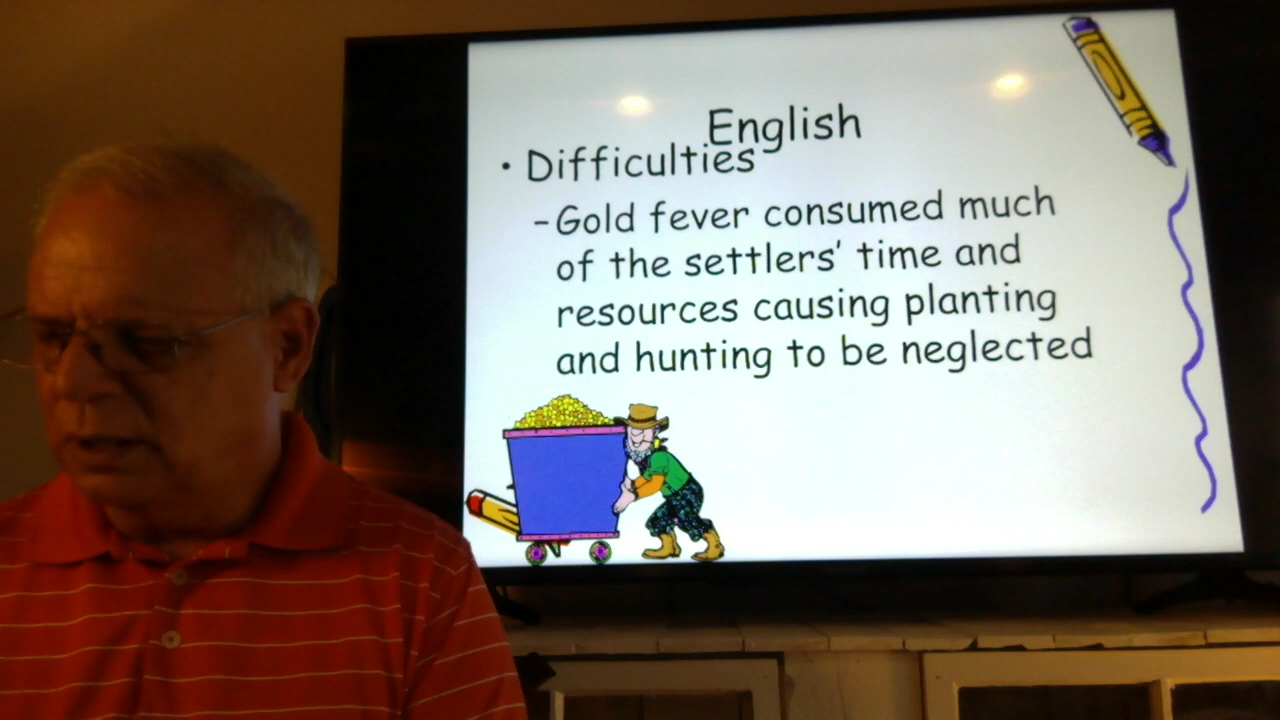 English
• Difficulties
–Gold fever consumed much
of the settlers' time and
resources causing planting
and hunting to be neglected